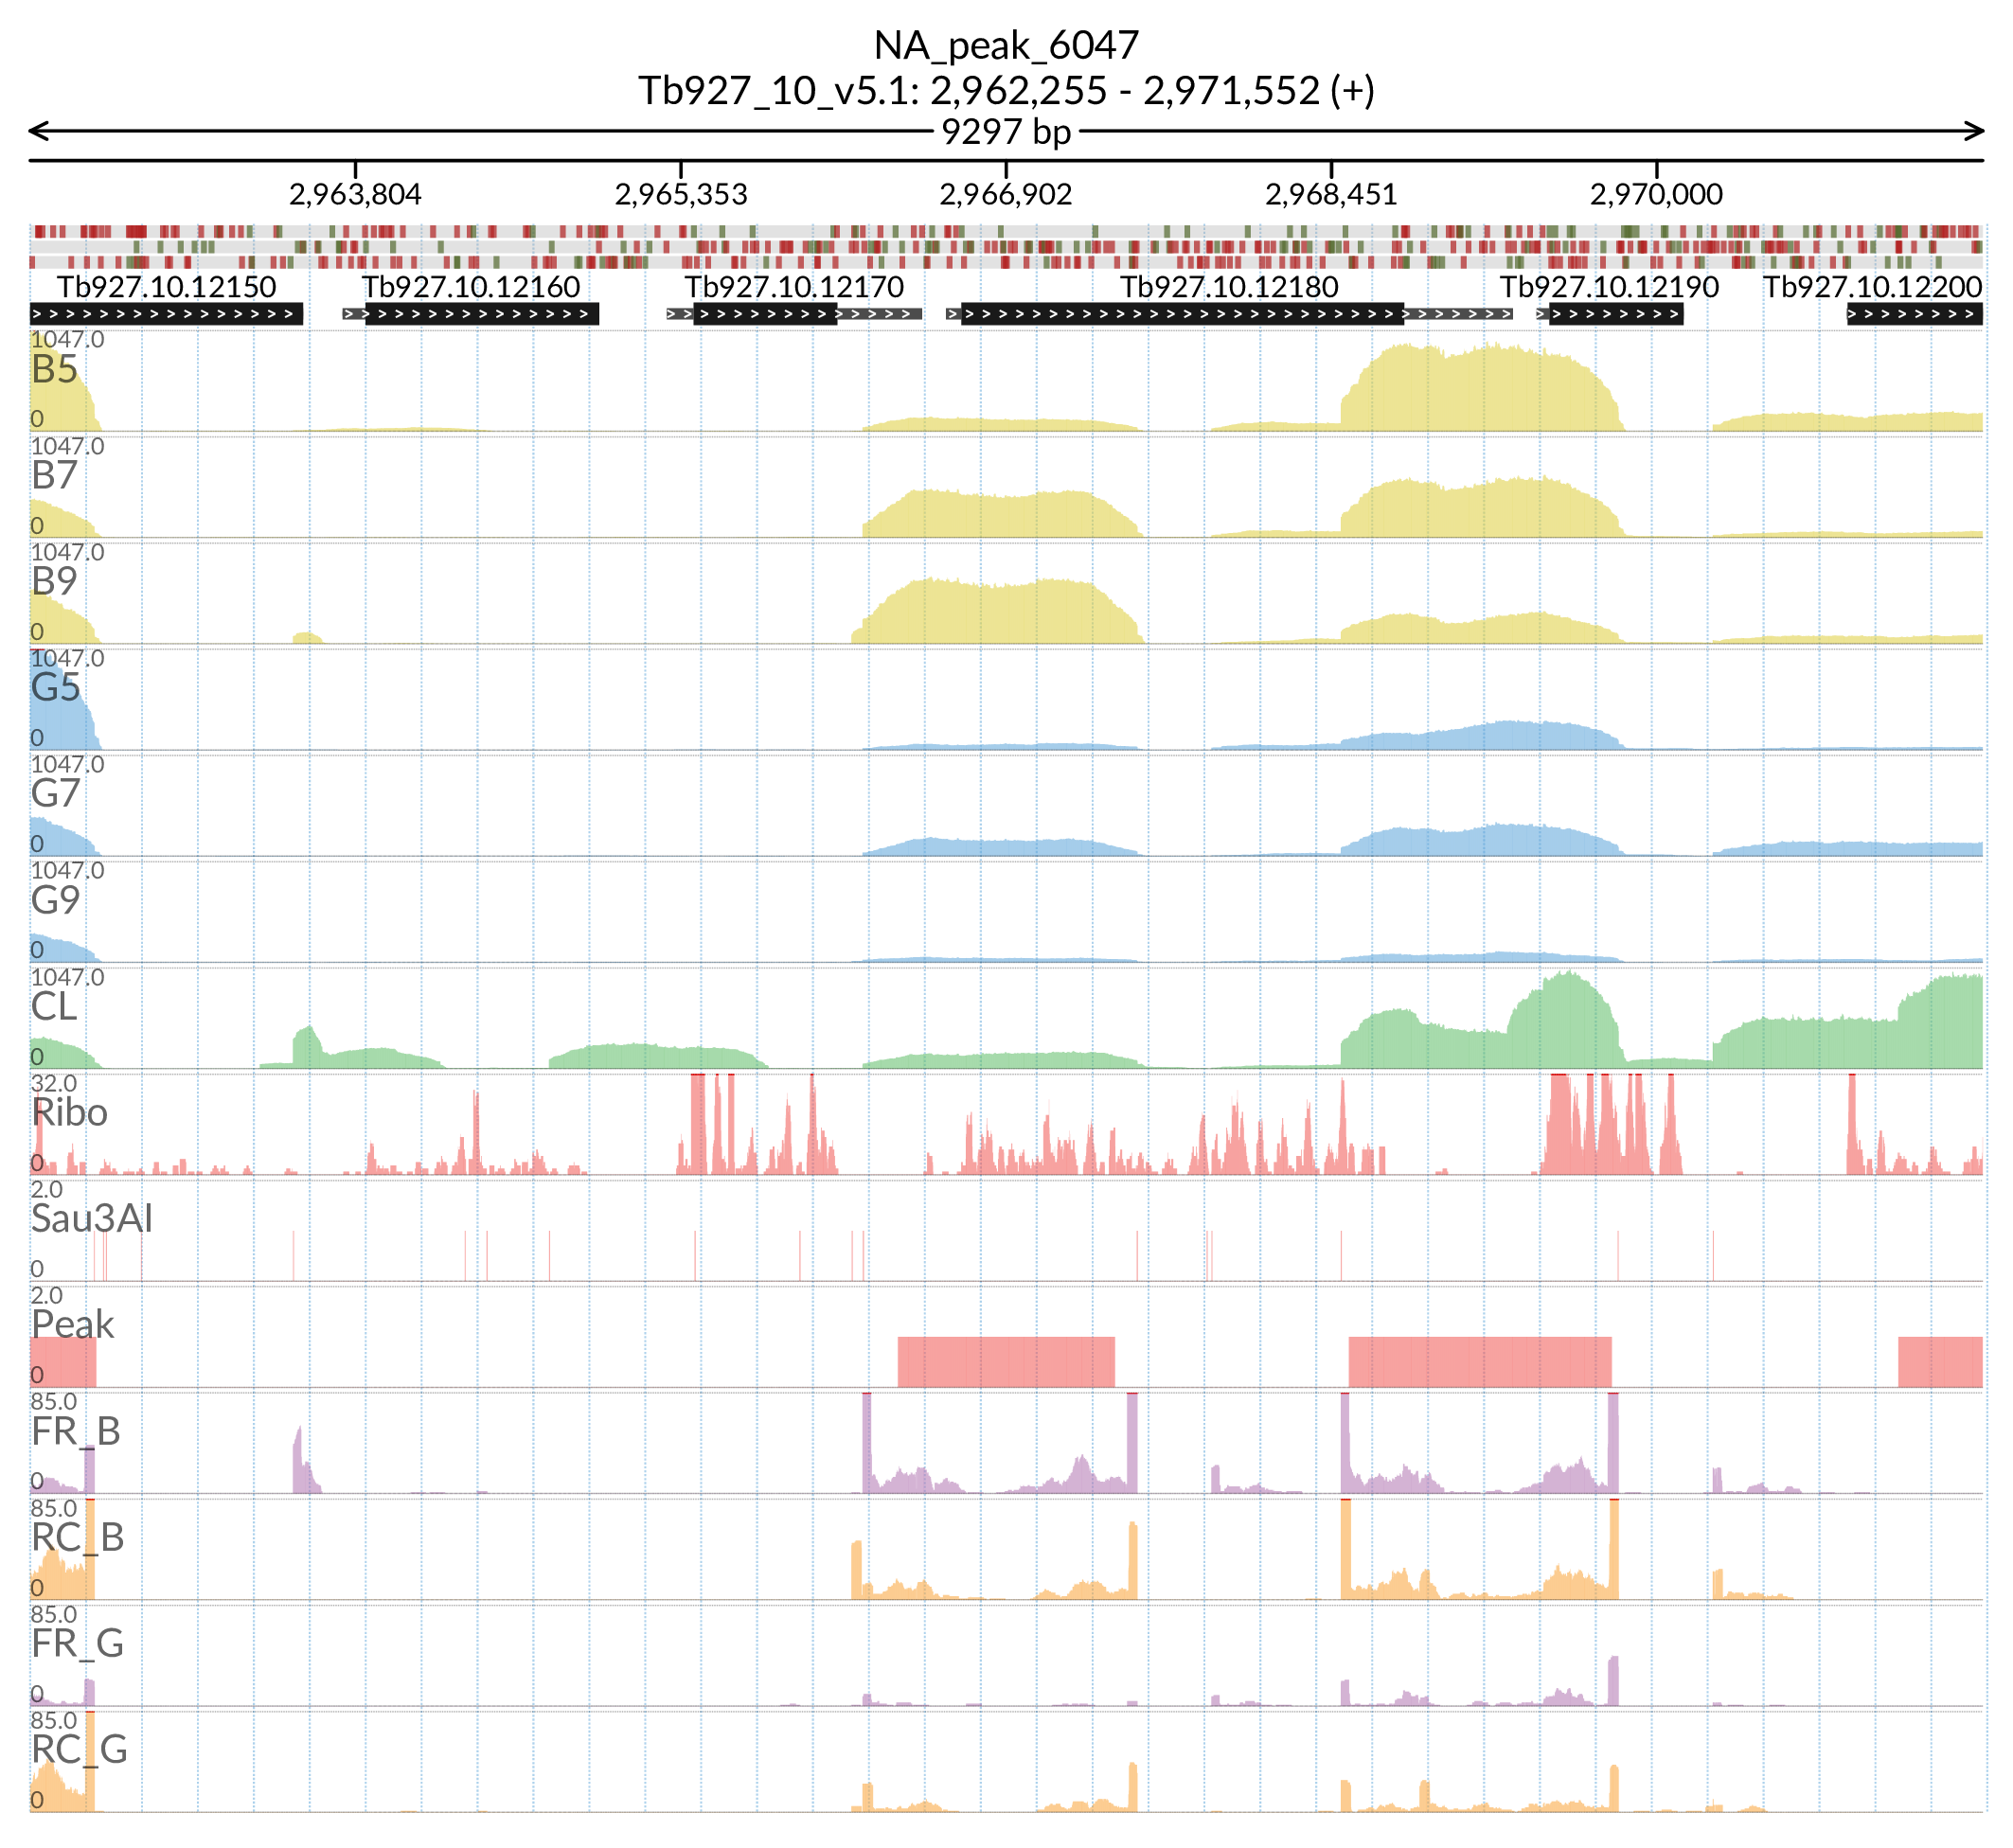 NA_peak_6047
Tb927_10_v5.1: 2,962,255 - 2,971,552 (+)
9297 bp
2,963,804 2,965,353 2,966,902 2,968,451 2,970,000
Tb927.10.12150 Tb927.10.12160 Tb927.10.12170 Tb927.10.12180 Tb927.10.12190 Tb927.10.12200
1047.0
B5
0
1047.0
B7
0
1047.0
B9
0
1047.0
G5
0
1047.0
G7
0
1047.0
G9
0
1047.0
CL
0
32.0
Ribo
0
2.0
Sau3AI
0
2.0
Peak
0
85.0
FR_B
0
85.0
RC_B
0
85.0
FR_G
0
85.0
RC_G
0